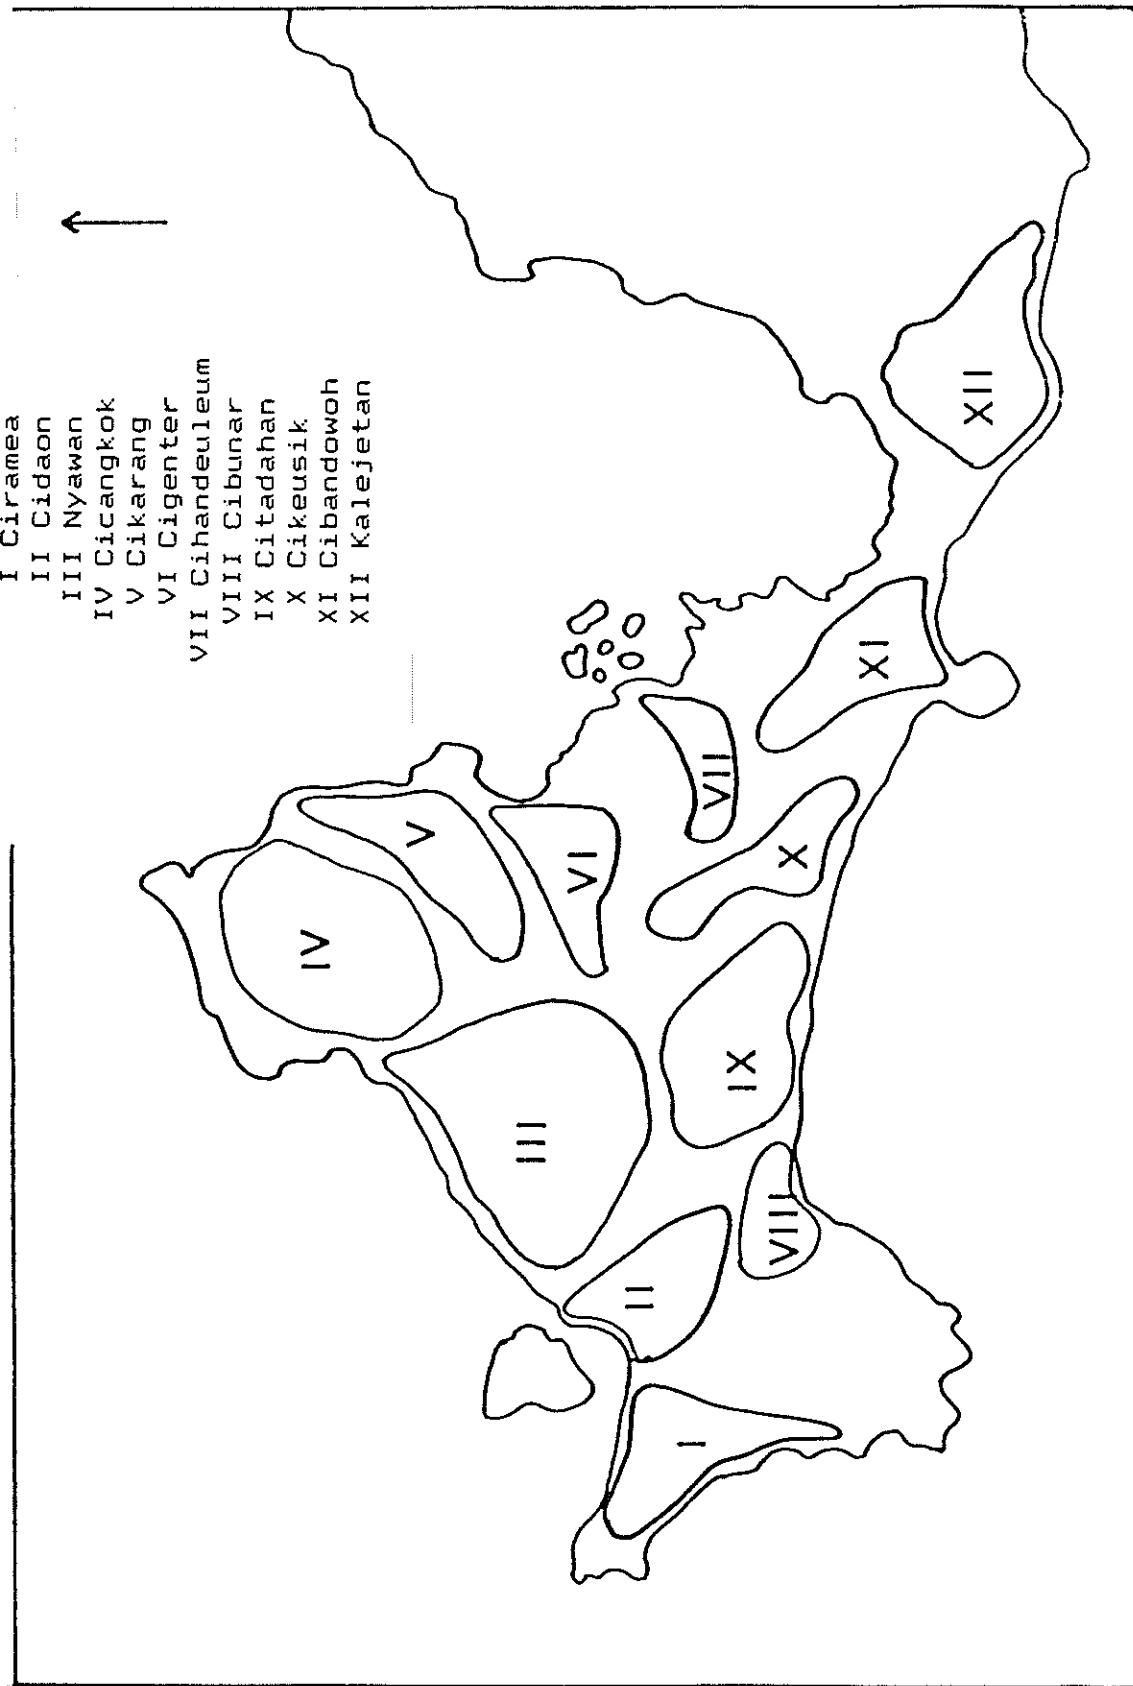 I Ciramea
II Cidaon
III Nyawan
IV Cicangkok
V Cikarang
VI Cigenter
VII Cihandeuleum
VIII Cibunar
IX Citadahan
X Cikeusik
XI Cibandowoh
XII Kalejetan
IV
V
VI
III
VII
II
IX
X
XI
VIII
I
XII